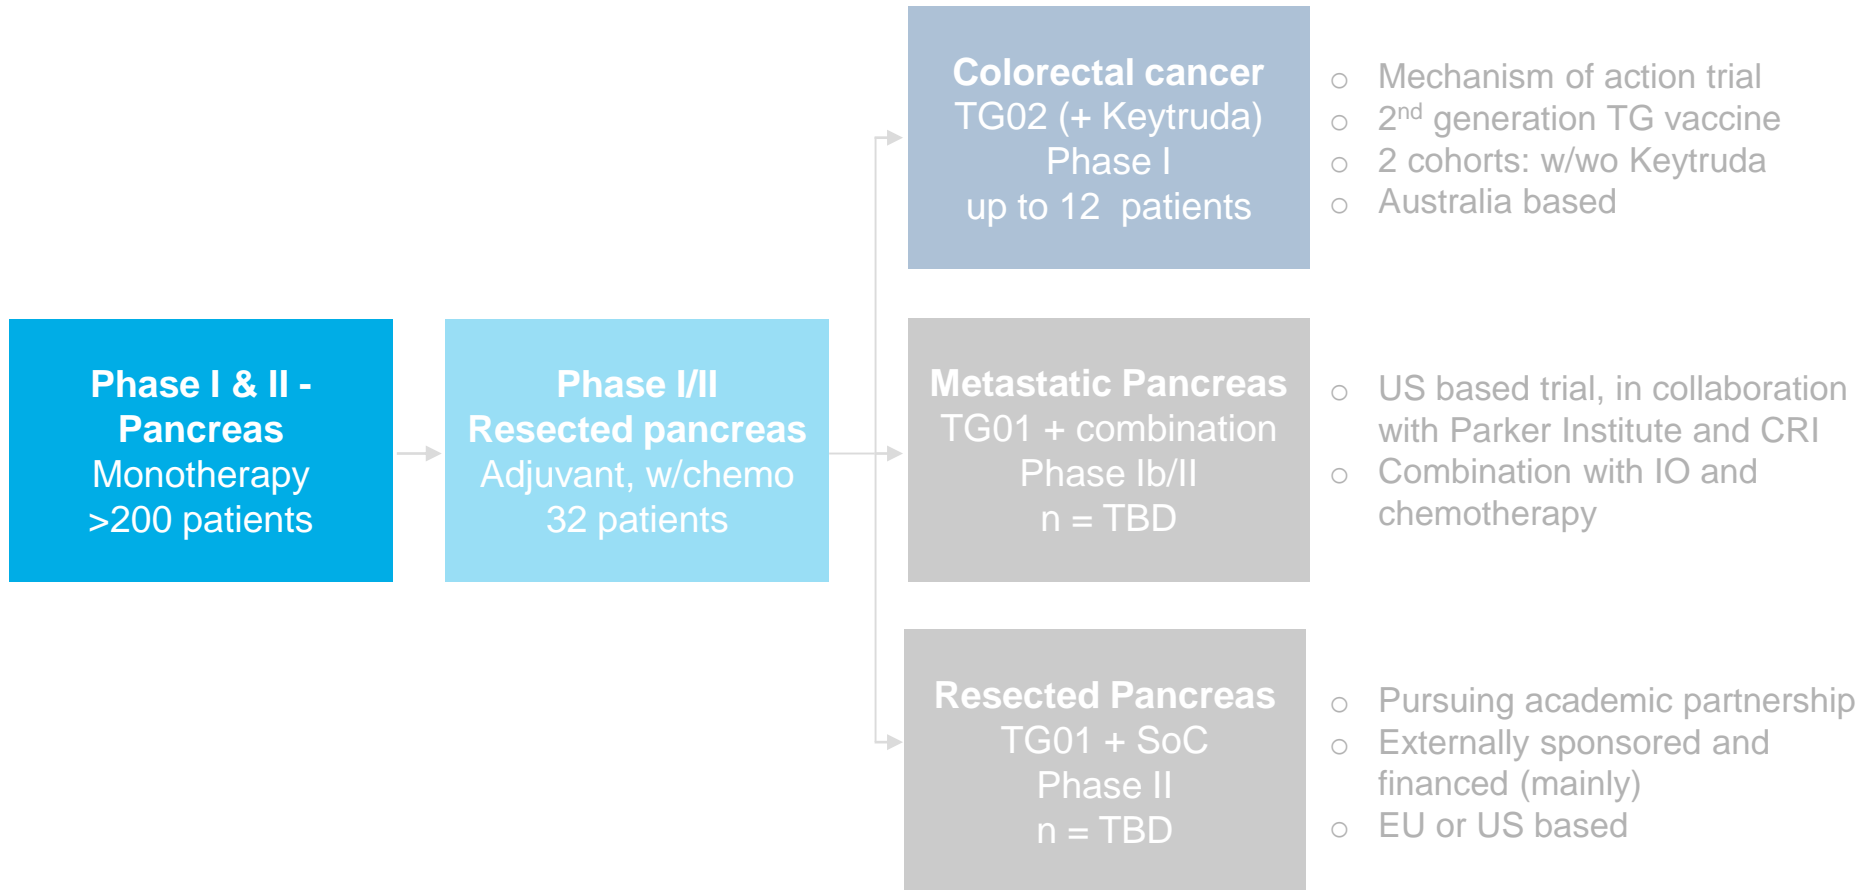 Phase I & II -
Pancreas
Monotherapy
>200 patients
Phase I/II
Resected pancreas
Adjuvant, w/chemo
32 patients
Colorectal cancer
TG02 (+ Keytruda)
Phase I
up to 12 patients
○ Mechanism of action trial
○ 2nd generation TG vaccine
○ 2 cohorts: w/wo Keytruda
○ Australia based
Metastatic Pancreas
TG01 + combination
Phase Ib/II
n = TBD
○ US based trial, in collaboration
with Parker Institute and CRI
○ Combination with IO and
chemotherapy
Resected Pancreas
TG01 + SoC
Phase II
n = TBD
○ Pursuing academic partnership
○ Externally sponsored and
financed (mainly)
○ EU or US based